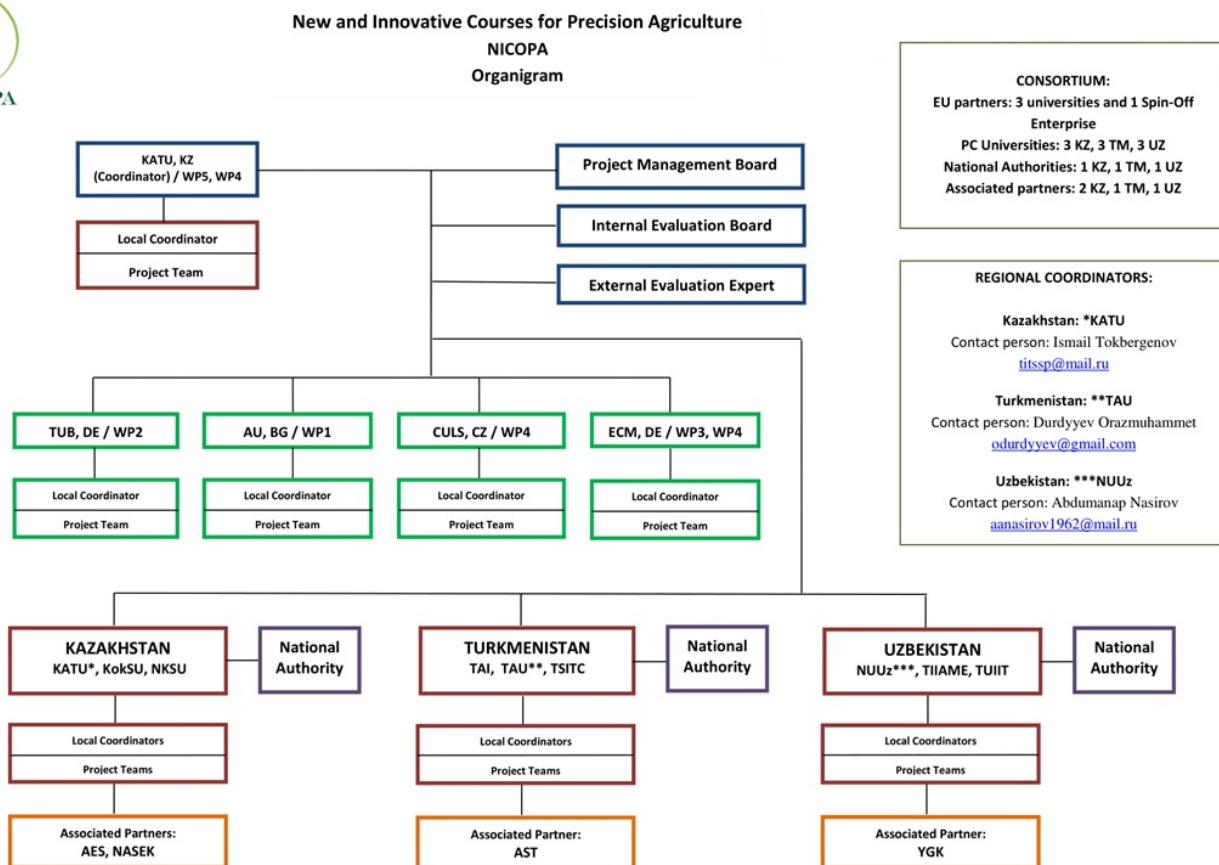 New and Innovative Courses for Precision Agriculture
NICOPA
Organigram
CONSORTIUM:
EU partners: 3 universities and 1 Spin-Off
Enterprise
PC Universities: 3 KZ, 3 TM, 3 UZ
National Authorities: 1 KZ, 1 TM, 1 UZ
Associated partners: 2 KZ, 1 TM, 1 UZ
KATU, KZ
(Coordinator) / WP5, WP4
Local Coordinator
Project Team
Project Management Board
Internal Evaluation Board
External Evaluation Expert
REGIONAL COORDINATORS:
Kazakhstan: *KATU
Contact person: Ismail Tokbergenov
titssp@mail.ru
Turkmenistan: **TAU
Contact person: Durdyyev Orazmuhammet
odurdyyev@gmail.com
Uzbekistan: ***NUUz
Contact person: Abdumanap Nasirov
aanasirov1962@mail.ru
TUB, DE / WP2
Local Coordinator
Project Team
AU, BG / WP1
Local Coordinator
Project Team
CULS, CZ / WP4
Local Coordinator
Project Team
ECM, DE / WP3, WP4
Local Coordinator
Project Team
KAZAKHSTAN
KATU*, KokSU, NKSU
National
Authority
Local Coordinators
Project Teams
Associated Partners:
AES, NASEK
TURKMENISTAN
TAI, TAU**, TSITC
National
Authority
Local Coordinators
Project Teams
Associated Partner:
AST
UZBEKISTAN
NUUz***, TIIAME, TUIIT
National
Authority
Local Coordinators
Project Teams
Associated Partner:
YGK